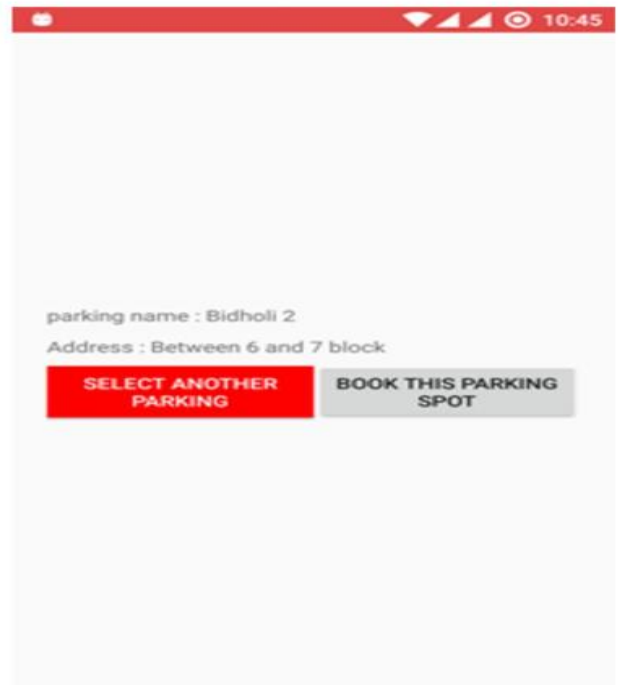 10:45
parking name : Bidholi 2
Address : Between 6 and 7 block
SELECT ANOTHER
PARKING
BOOK THIS PARKING
SPOT